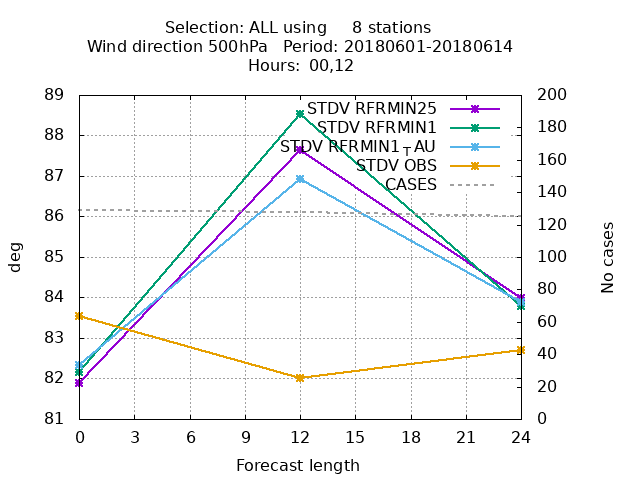 Selection: ALL using 8 stations
Wind direction 500hPa Period: 20180601-20180614
Hours: 00,12
STDV RFRMIN25
STDV RFRMIN1
STDV RFRMIN1_T AU
STDV OBS
CASES
deg
89
88
87
86
85
84
83
82
81
200
180
160
140
120
100
80
60
40
20
0
No cases
0 3 6 9 12 15 18 21 24
Forecast length